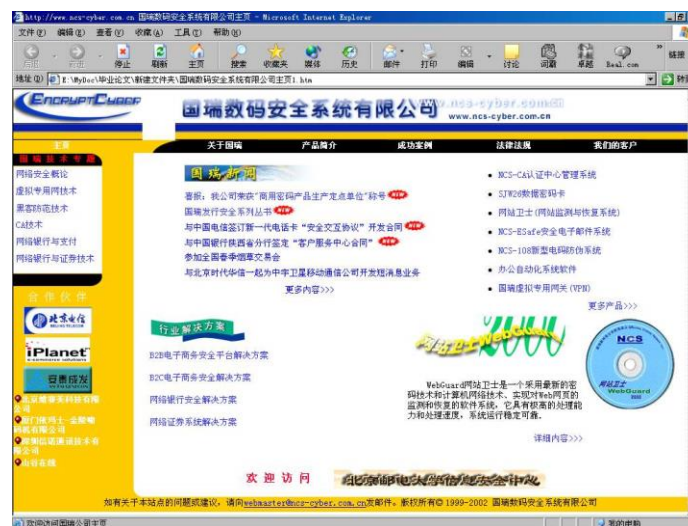 http://www.ncs-cyber.com.cn 国瑞数码安全系统有限公司主页 - Microsoft Internet Explorer
文件(F) 编辑(E) 查看(V) 收藏(A) 工具(T) 帮助(H)
后退 前进 停止 刷新 主页 搜索 收藏夹 媒体 历史 邮件 打印 编辑 讨论 词霸 卓越 Real.com 链接
地址(D) E:\MyDoc\毕业论文\新建文件夹\国瑞数码安全系统有限公司主页1.htm 转到
EncryptCyber 国瑞数码安全系统有限公司
www.ncs-cyber.com.cn
主页 关于国瑞 产品简介 成功案例 法律法规 我们的客户
国瑞技术专题
网络安全概论
虚拟专用网技术
黑客防范技术
CA技术
网络银行与支付
网络银行与证券技术
合作伙伴
北京电信
iPlanet
国瑞新闻
喜报：我公司荣获"商用密码产品生产定点单位"称号 NEW
国瑞发行安全系列丛书 NEW
与中国电信签订新一代电话卡"安全交互协议"开发合同 NEW
与中国银行陕西省分行签定"客户服务中心合同" NEW
参加全国春季烟草交易会
与北京时代华信一起为中宇卫星移动通信公司开发短消息业务
更多内容>>>
NCS-CA认证中心管理系统
SJW26数据密码卡
网站卫士(网站监测与恢复系统)
NCS-ESafe安全电子邮件系统
NCS-108新型电码防伪系统
办公自动化系统软件
国瑞虚拟专用网关(VPN)
更多产品>>>
行业解决方案
B2B电子商务安全平台解决方案
B2C电子商务安全解决方案
网络银行安全解决方案
网络证券系统解决方案
2000
网站卫士WebGuard
NCS
网站卫士
WebGuard
WebGuard网站卫士是一个采用最新的密
码技术和计算机网络技术、实现对Web网页的
监测和恢复的软件系统，它具有极高的处理能
力和处理速度，系统运行稳定可靠。
详细内容>>>
欢迎访问 北京邮电大学信息安全中心
如有关于本站点的问题或建议，请向webmaster@ncs-cyber.com.cn发邮件。版权所有© 1999-2002 国瑞数码安全系统有限公司
欢迎访问国瑞公司主页 我的电脑